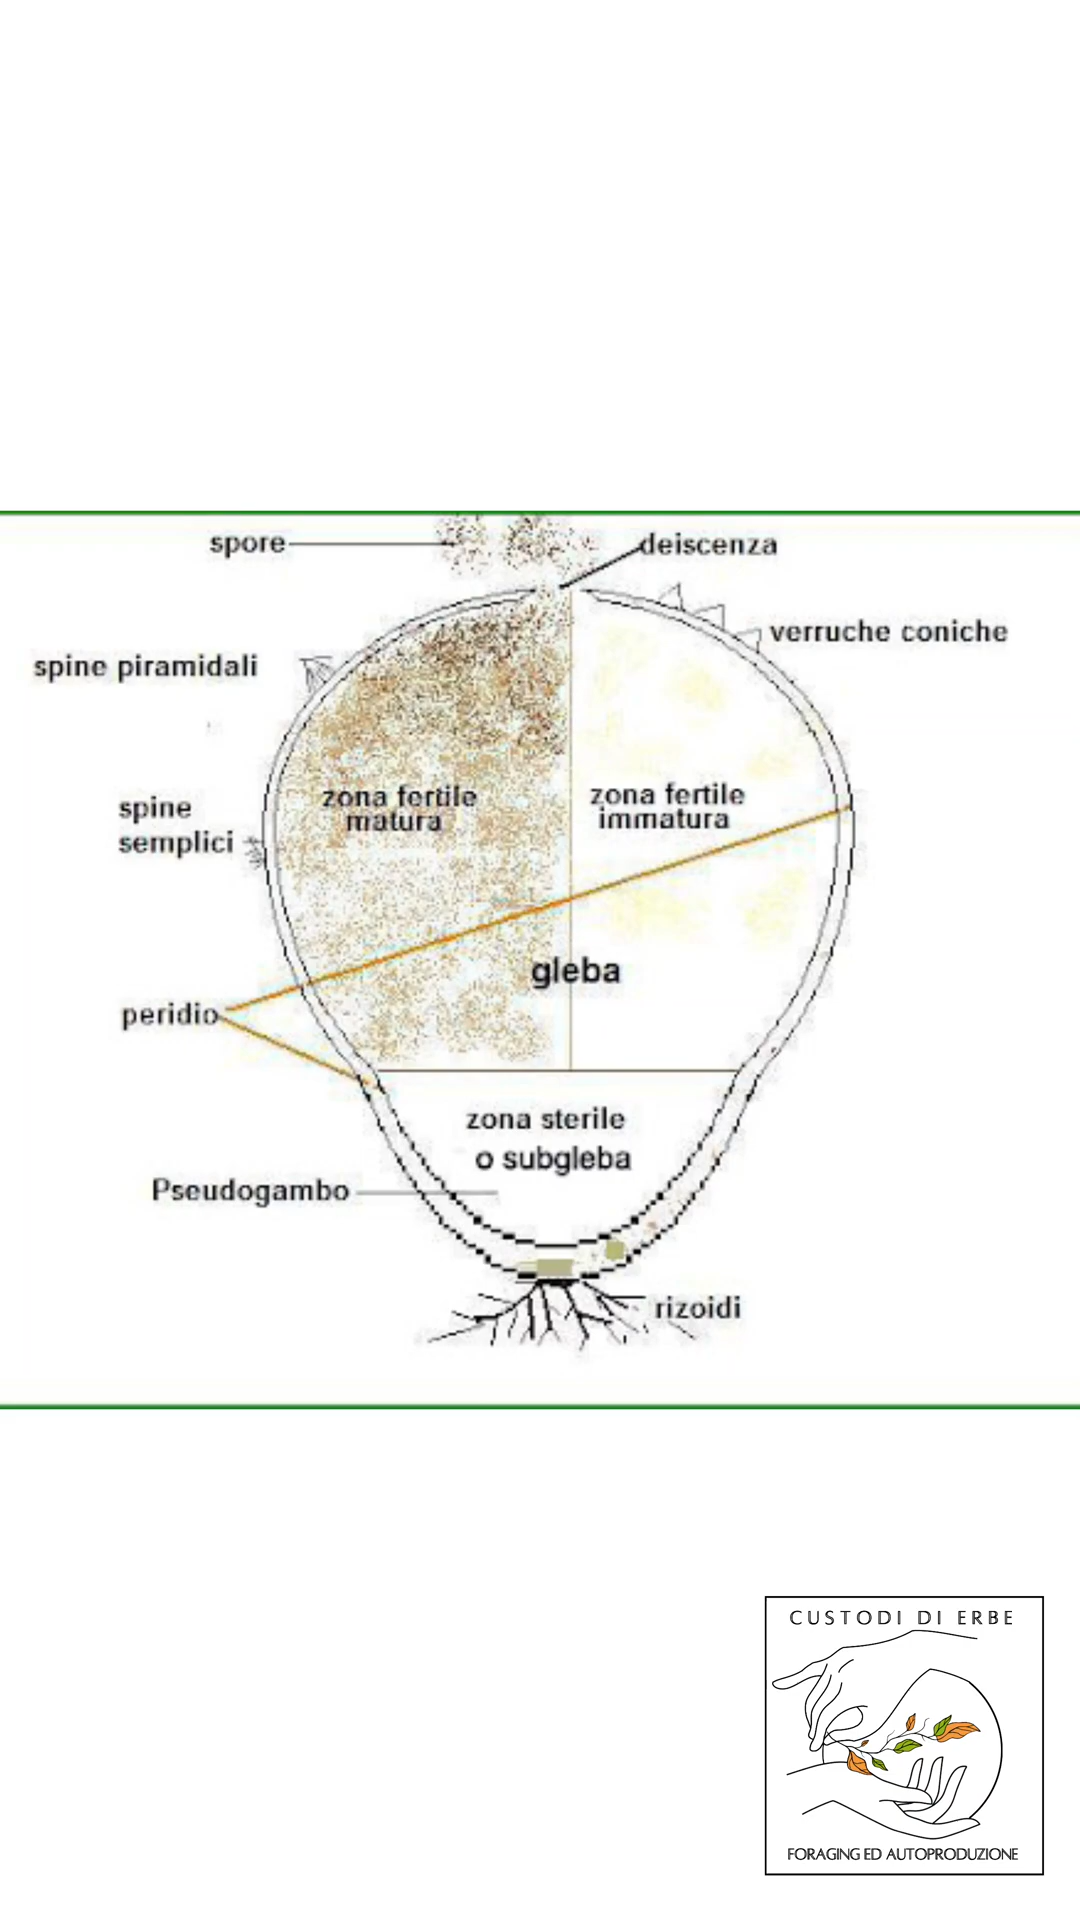 spore
deiscenza
verruche coniche
spine piramidali
zona fertile
matura
zona fertile
immatura
spine
semplici
gleba
peridio
zona sterile
o subgleba
Pseudogambo
rizoidi
CUSTODI DI ERBE
FORAGING ED AUTOPRODUZIONE